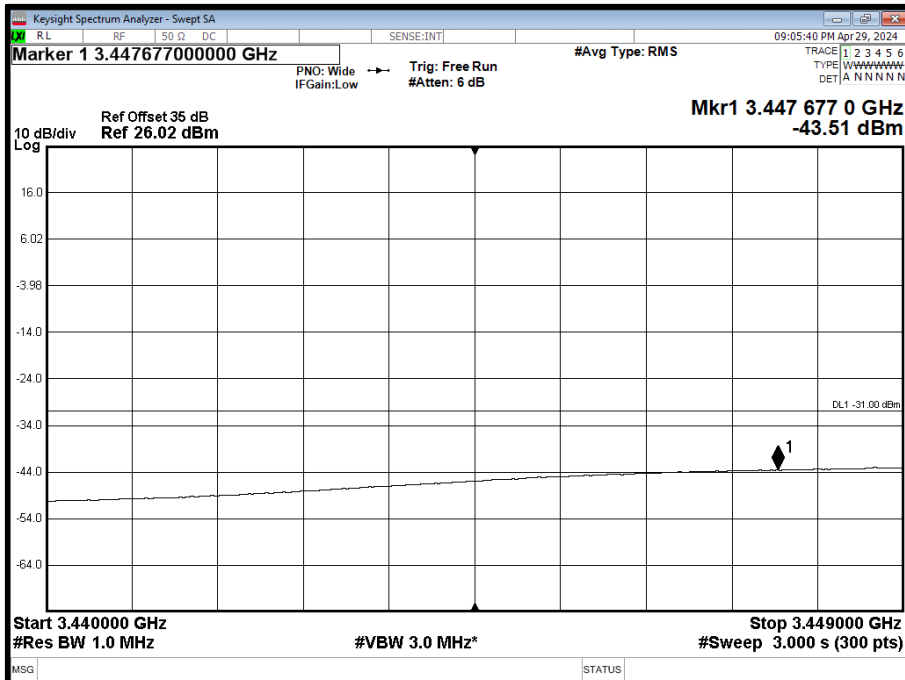 Keysight Spectrum Analyzer - Swept SA
LXI RL RF 50 Ω DC SENSE:INT 09:05:40 PM Apr 29, 2024
Marker 1 3.447677000000 GHz
PNO: Wide
IFGain:Low
Trig: Free Run
#Atten: 6 dB
#Avg Type: RMS
TRACE 1 2 3 4 5 6
TYPE WWWWWW
DET A N N N N N
Mkr1 3.447 677 0 GHz
-43.51 dBm
Ref Offset 35 dB
10 dB/div Ref 26.02 dBm
Log
16.0
6.02
-3.98
-14.0
-24.0
DL1 -31.00 dBm
-34.0
1
-44.0
-54.0
-64.0
Start 3.440000 GHz Stop 3.449000 GHz
#Res BW 1.0 MHz #VBW 3.0 MHz* #Sweep 3.000 s (300 pts)
MSG STATUS